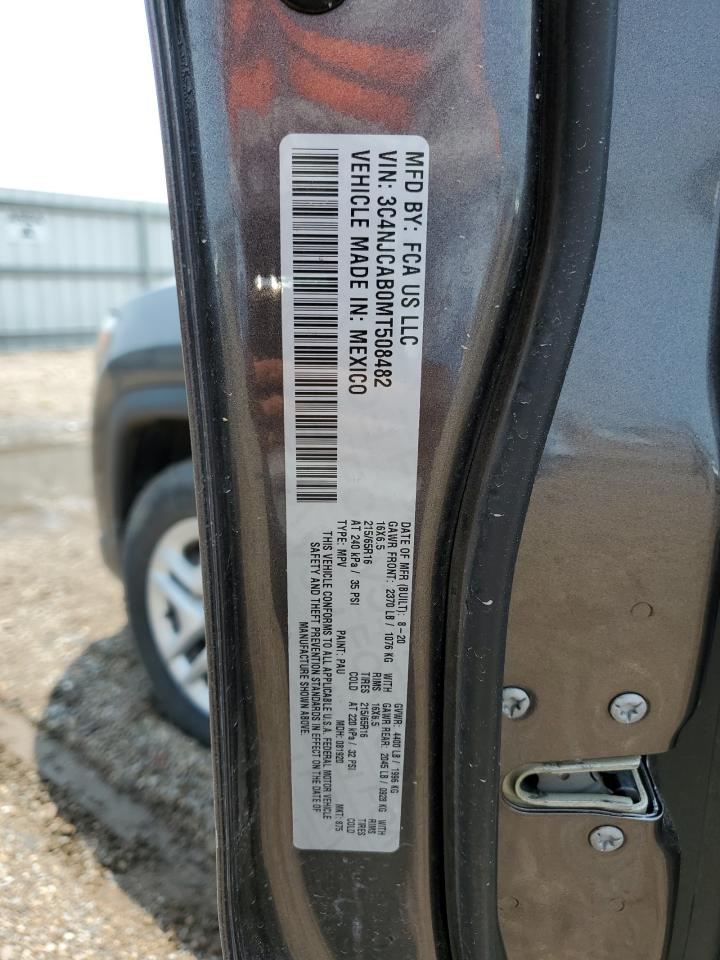 MFD BY: FCA US LLC
VIN: 3C4NJCAB0MT508482
VEHICLE MADE IN: MEXICO
DATE OF MFR (BUILT): 8-20 GVWR: 4400 LB / 1996 KG
GAWR FRONT: 2370 LB / 1076 KG WITH GAWR REAR: 2045 LB / 0928 KG WITH
16X6.5 RIMS 16X6.5 RIMS
215/65R16 TIRES 215/65R16 TIRES
AT 240 kPa / 35 PSI COLD AT 220 kPa / 32 PSI COLD
TYPE: MPV PAINT: PAU MDH: 081920 MKT: 875
THIS VEHICLE CONFORMS TO ALL APPLICABLE U.S.A. FEDERAL MOTOR VEHICLE
SAFETY AND THEFT PREVENTION STANDARDS IN EFFECT ON THE DATE OF
MANUFACTURE SHOWN ABOVE.